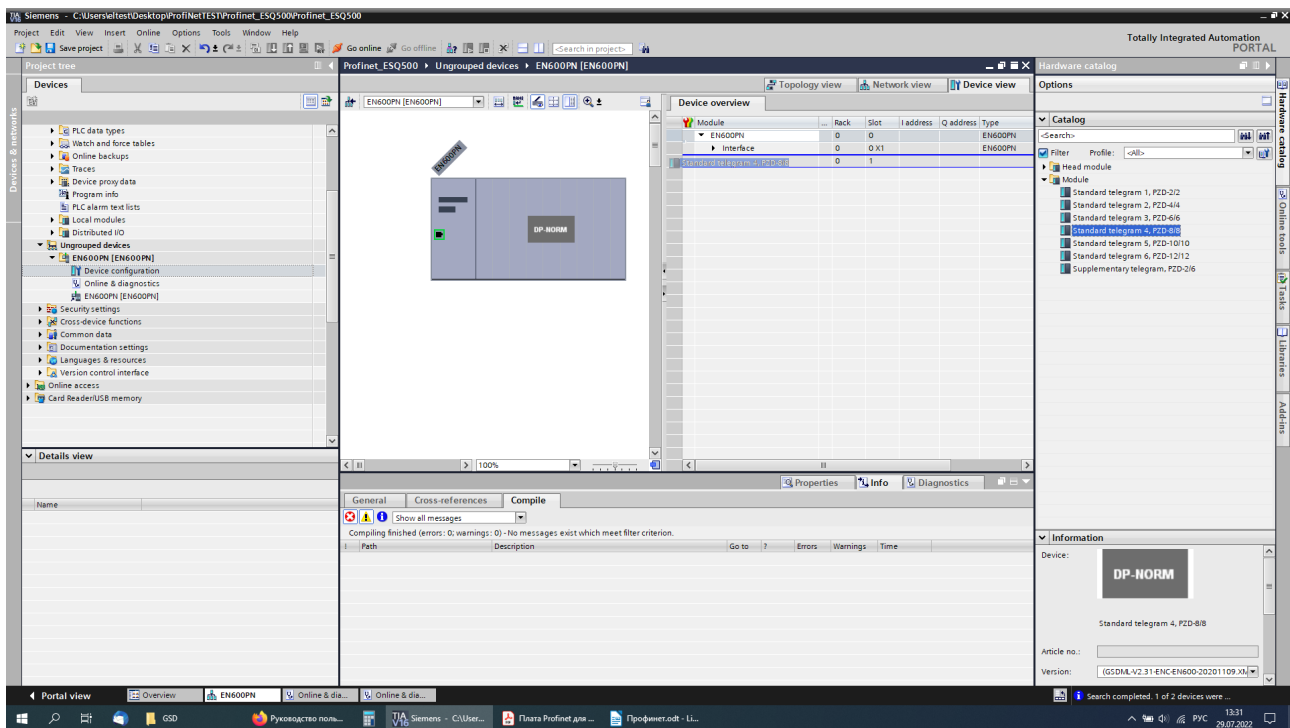 Siemens - C:\Users\eltest\Desktop\ProfiNetTEST\Profinet_ESQ500\Profinet_ESQ500
Project Edit View Insert Online Options Tools Window Help
Totally Integrated Automation
PORTAL
Save project
Go online
Go offline
<Search in project>
Project tree
Profinet_ESQ500
Ungrouped devices
EN600PN [EN600PN]
Hardware catalog
Devices
Topology view
Network view
Device view
Options
EN600PN [EN600PN]
Device overview
Module
...
Rack
Slot
I address
Q address
Type
EN600PN
0
0
EN600PN
Interface
0
0 X1
EN600PN
Standard telegram 4, PZD-8/8
0
1
EN600PN
DP-NORM
PLC data types
Watch and force tables
Online backups
Traces
Device proxy data
Program info
PLC alarm text lists
Local modules
Distributed I/O
Ungrouped devices
EN600PN [EN600PN]
Device configuration
Online & diagnostics
EN600PN [EN600PN]
Security settings
Cross-device functions
Common data
Documentation settings
Languages & resources
Version control interface
Online access
Card Reader/USB memory
Devices & networks
Catalog
<Search>
Filter
Profile:
<All>
Head module
Module
Standard telegram 1, PZD-2/2
Standard telegram 2, PZD-4/4
Standard telegram 3, PZD-6/6
Standard telegram 4, PZD-8/8
Standard telegram 5, PZD-10/10
Standard telegram 6, PZD-12/12
Supplementary telegram, PZD-2/6
Hardware catalog
Online tools
Tasks
Libraries
Add-ins
100%
Details view
Name
Properties
Info
Diagnostics
General
Cross-references
Compile
Show all messages
Compiling finished (errors: 0; warnings: 0) - No messages exist which meet filter criterion.
!
Path
Description
Go to
?
Errors
Warnings
Time
Information
Device:
DP-NORM
Standard telegram 4, PZD-8/8
Article no.:
Version:
(GSDML-V2.31-ENC-EN600-20201109.XM
Portal view
Overview
EN600PN
Online & dia...
Online & dia...
Search completed. 1 of 2 devices were ...
GSD
Руководство поль...
V16
Siemens - C:\User...
Плата Profinet для ...
Профинет.odt - Li...
РУС
13:31
29.07.2022